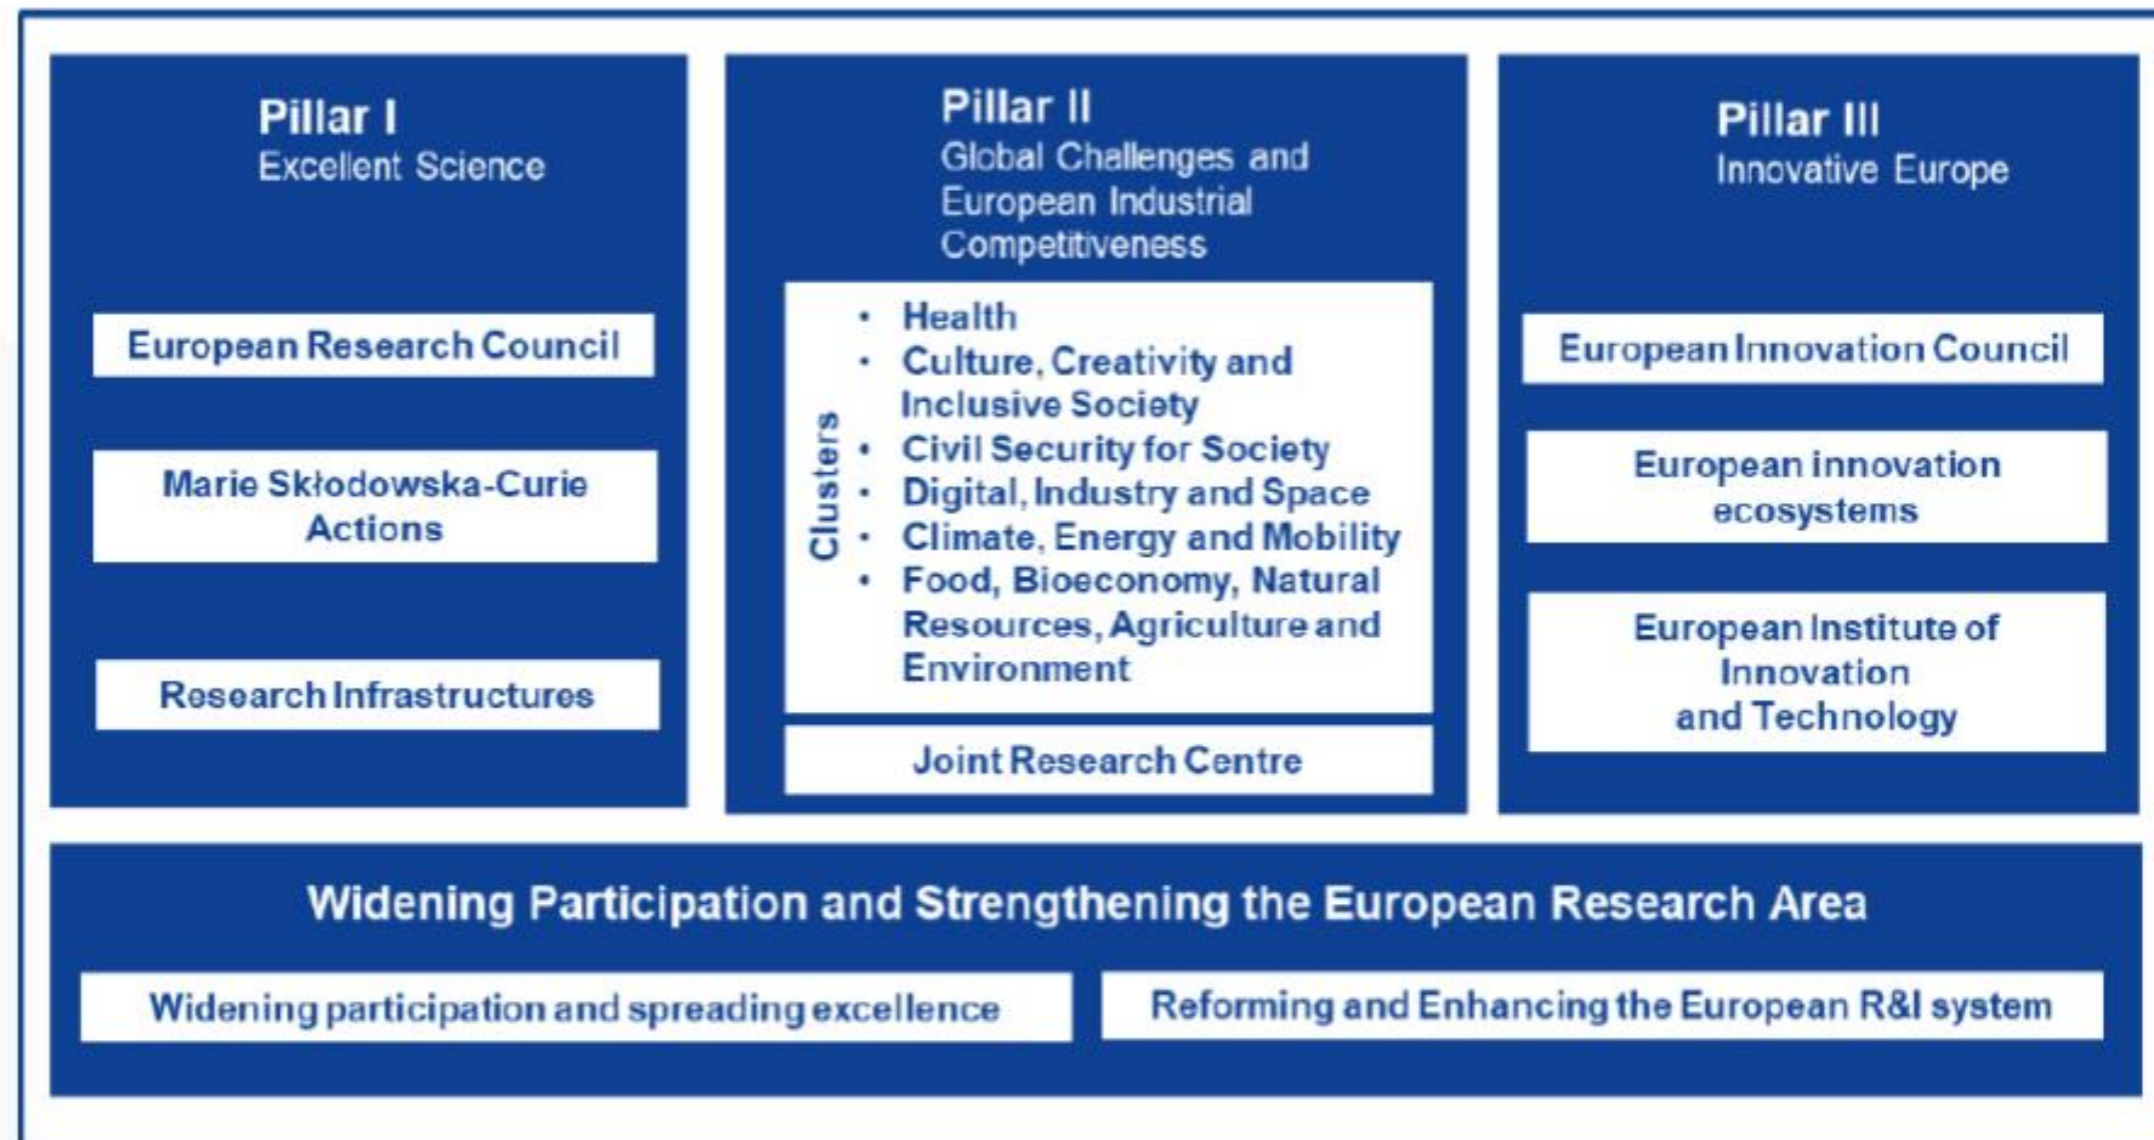 Pillar I
Excellent Science
European Research Council
Marie Skłodowska-Curie
Actions
Research Infrastructures
Pillar II
Global Challenges and
European Industrial
Competitiveness
Clusters
• Health
• Culture, Creativity and
Inclusive Society
• Civil Security for Society
• Digital, Industry and Space
• Climate, Energy and Mobility
• Food, Bioeconomy, Natural
Resources, Agriculture and
Environment
Joint Research Centre
Pillar III
Innovative Europe
European Innovation Council
European innovation
ecosystems
European Institute of
Innovation
and Technology
Widening Participation and Strengthening the European Research Area
Widening participation and spreading excellence
Reforming and Enhancing the European R&I system